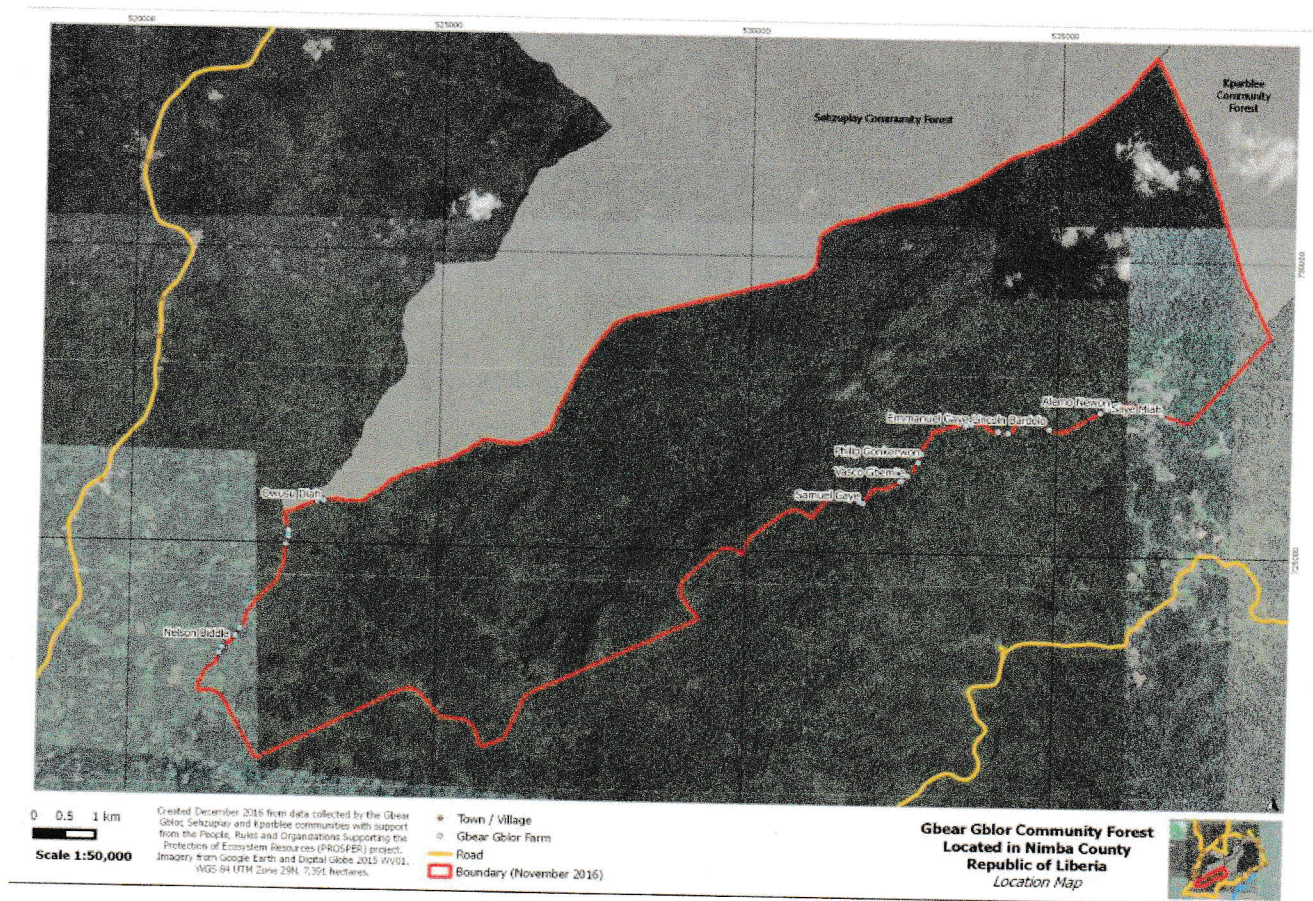 520000
525000
530000
535000
Kparblee
Community
Forest
Sehzuplay Community Forest
730000
Alemo Newon
Saye Miah
Emmanuel Gaye
Lincoln Bardolo
Philip Gonkerwon
Vasco Gbemie
Samuel Gaye
Owusu Diah
725000
Nelson Biddle
0 0.5 1 km
Scale 1:50,000
Created December 2016 from data collected by the Gbear
Gblor, Sehzuplay and Kparblee communities with support
from the People, Rules and Organizations Supporting the
Protection of Ecosystem Resources (PROSPER) project.
Imagery from Google Earth and Digital Globe 2015 WV01.
WGS 84 UTM Zone 29N. 7,391 hectares.
Town / Village
Gbear Gblor Farm
Road
Boundary (November 2016)
Gbear Gblor Community Forest
Located in Nimba County
Republic of Liberia
Location Map